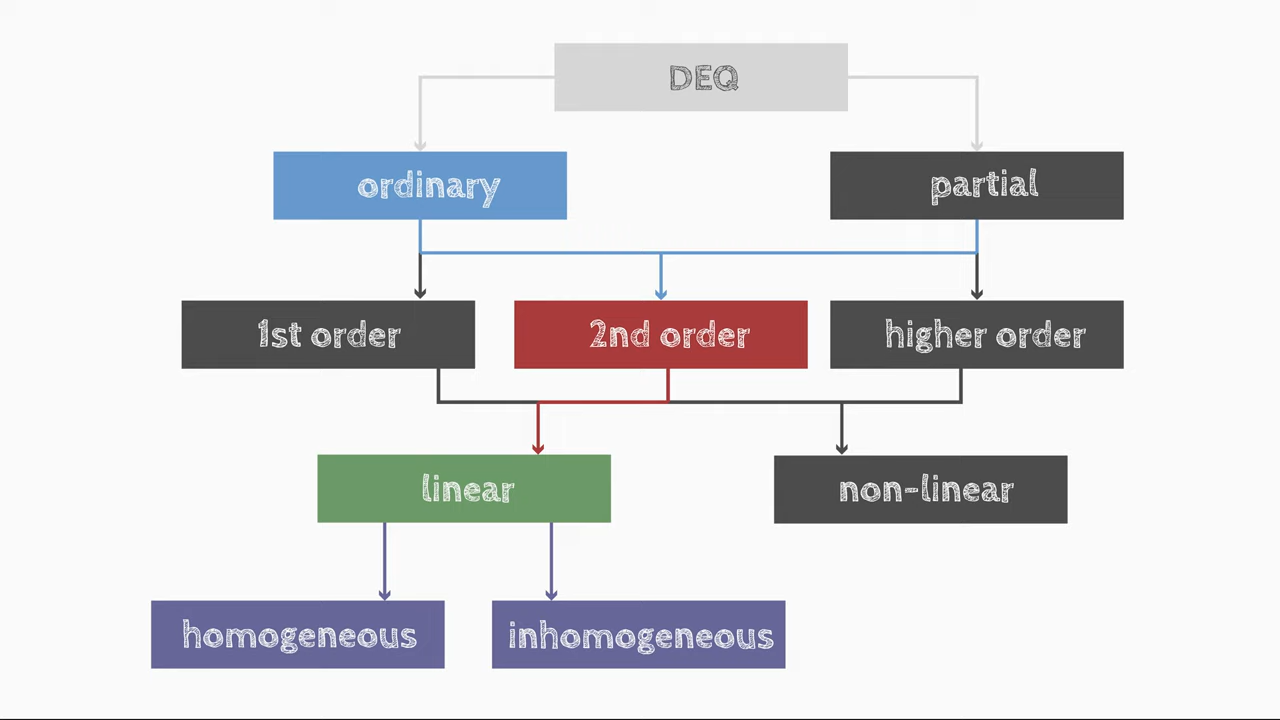 DEQ
ordinary
partial
1st order
2nd order
higher order
linear
non-linear
homogeneous
inhomogeneous